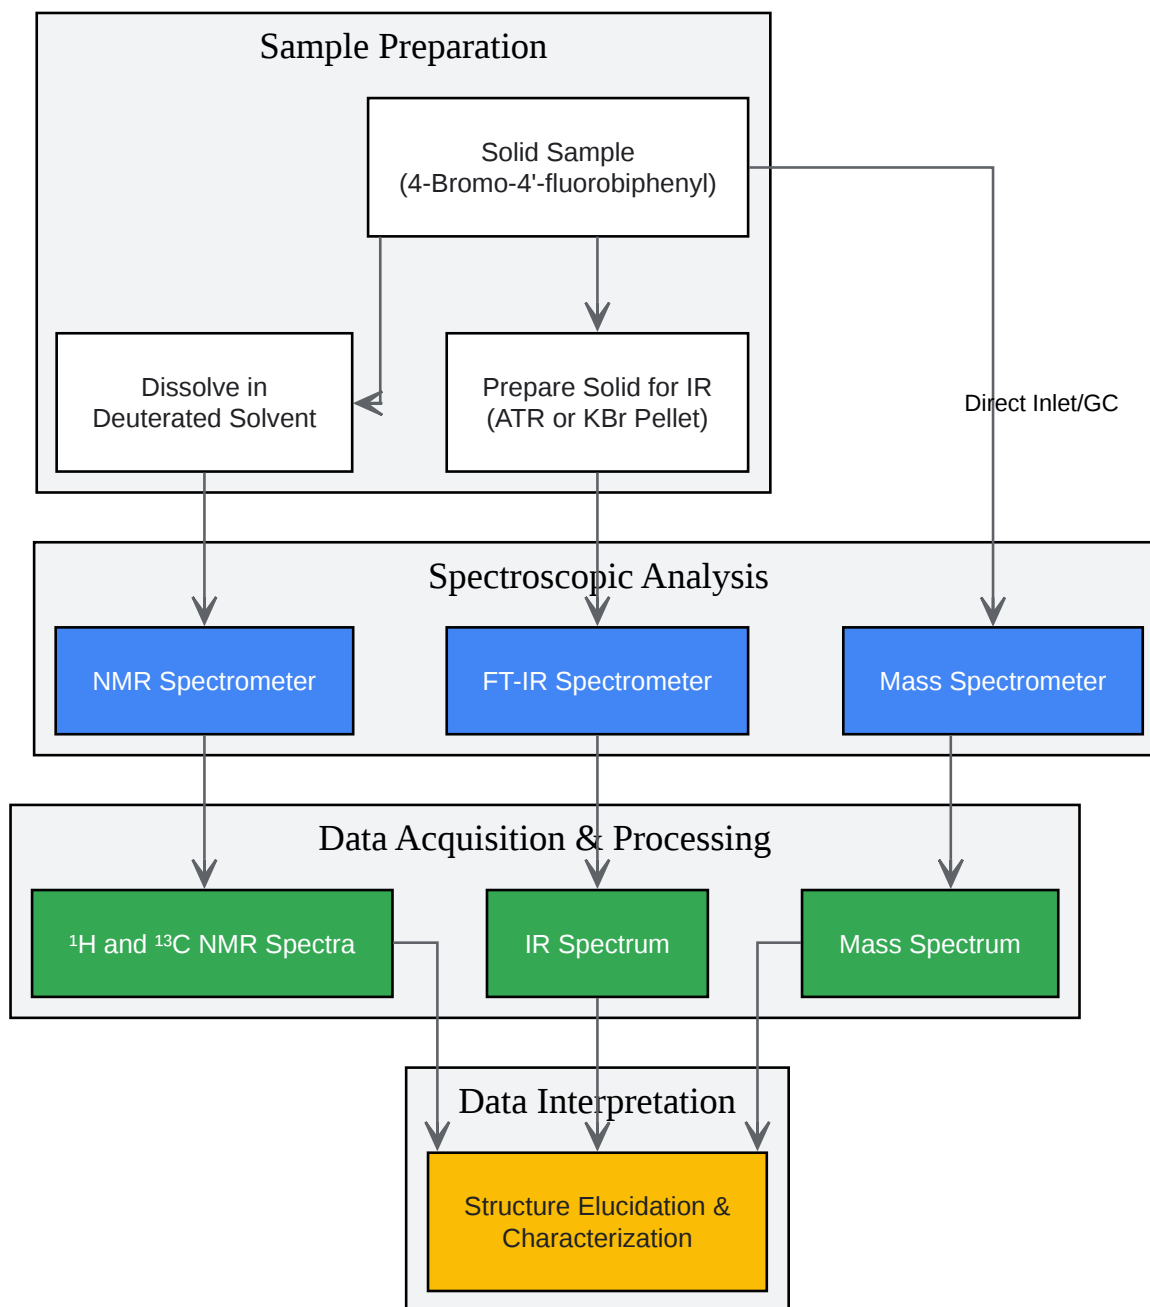 Sample Preparation
Solid Sample
(4-Bromo-4'-fluorobiphenyl)
Dissolve in
Deuterated Solvent
Prepare Solid for IR
(ATR or KBr Pellet)
Direct Inlet/GC
Spectroscopic Analysis
NMR Spectrometer
FT-IR Spectrometer
Mass Spectrometer
Data Acquisition & Processing
¹H and ¹³C NMR Spectra
IR Spectrum
Mass Spectrum
Data Interpretation
Structure Elucidation &
Characterization